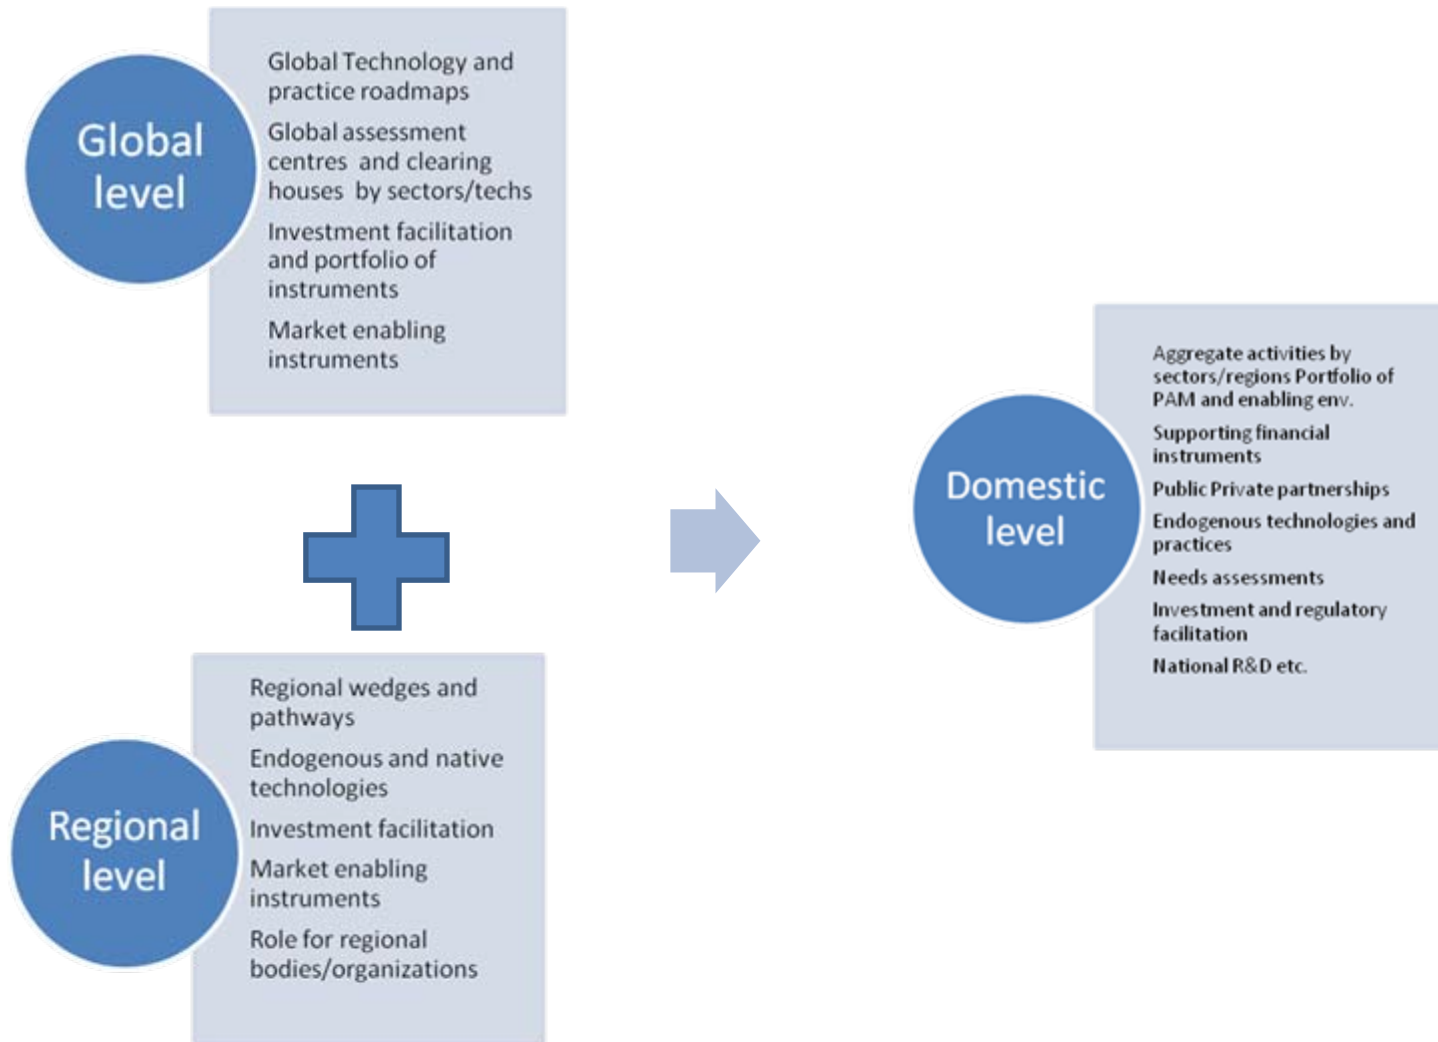 Global
level
Global Technology and
practice roadmaps
Global assessment
centres and clearing
houses by sectors/techs
Investment facilitation
and portfolio of
instruments
Market enabling
instruments
Regional
level
Regional wedges and
pathways
Endogenous and native
technologies
Investment facilitation
Market enabling
instruments
Role for regional
bodies/organizations
Domestic
level
Aggregate activities by
sectors/regions Portfolio of
PAM and enabling env.
Supporting financial
instruments
Public Private partnerships
Endogenous technologies and
practices
Needs assessments
Investment and regulatory
facilitation
National R&D etc.